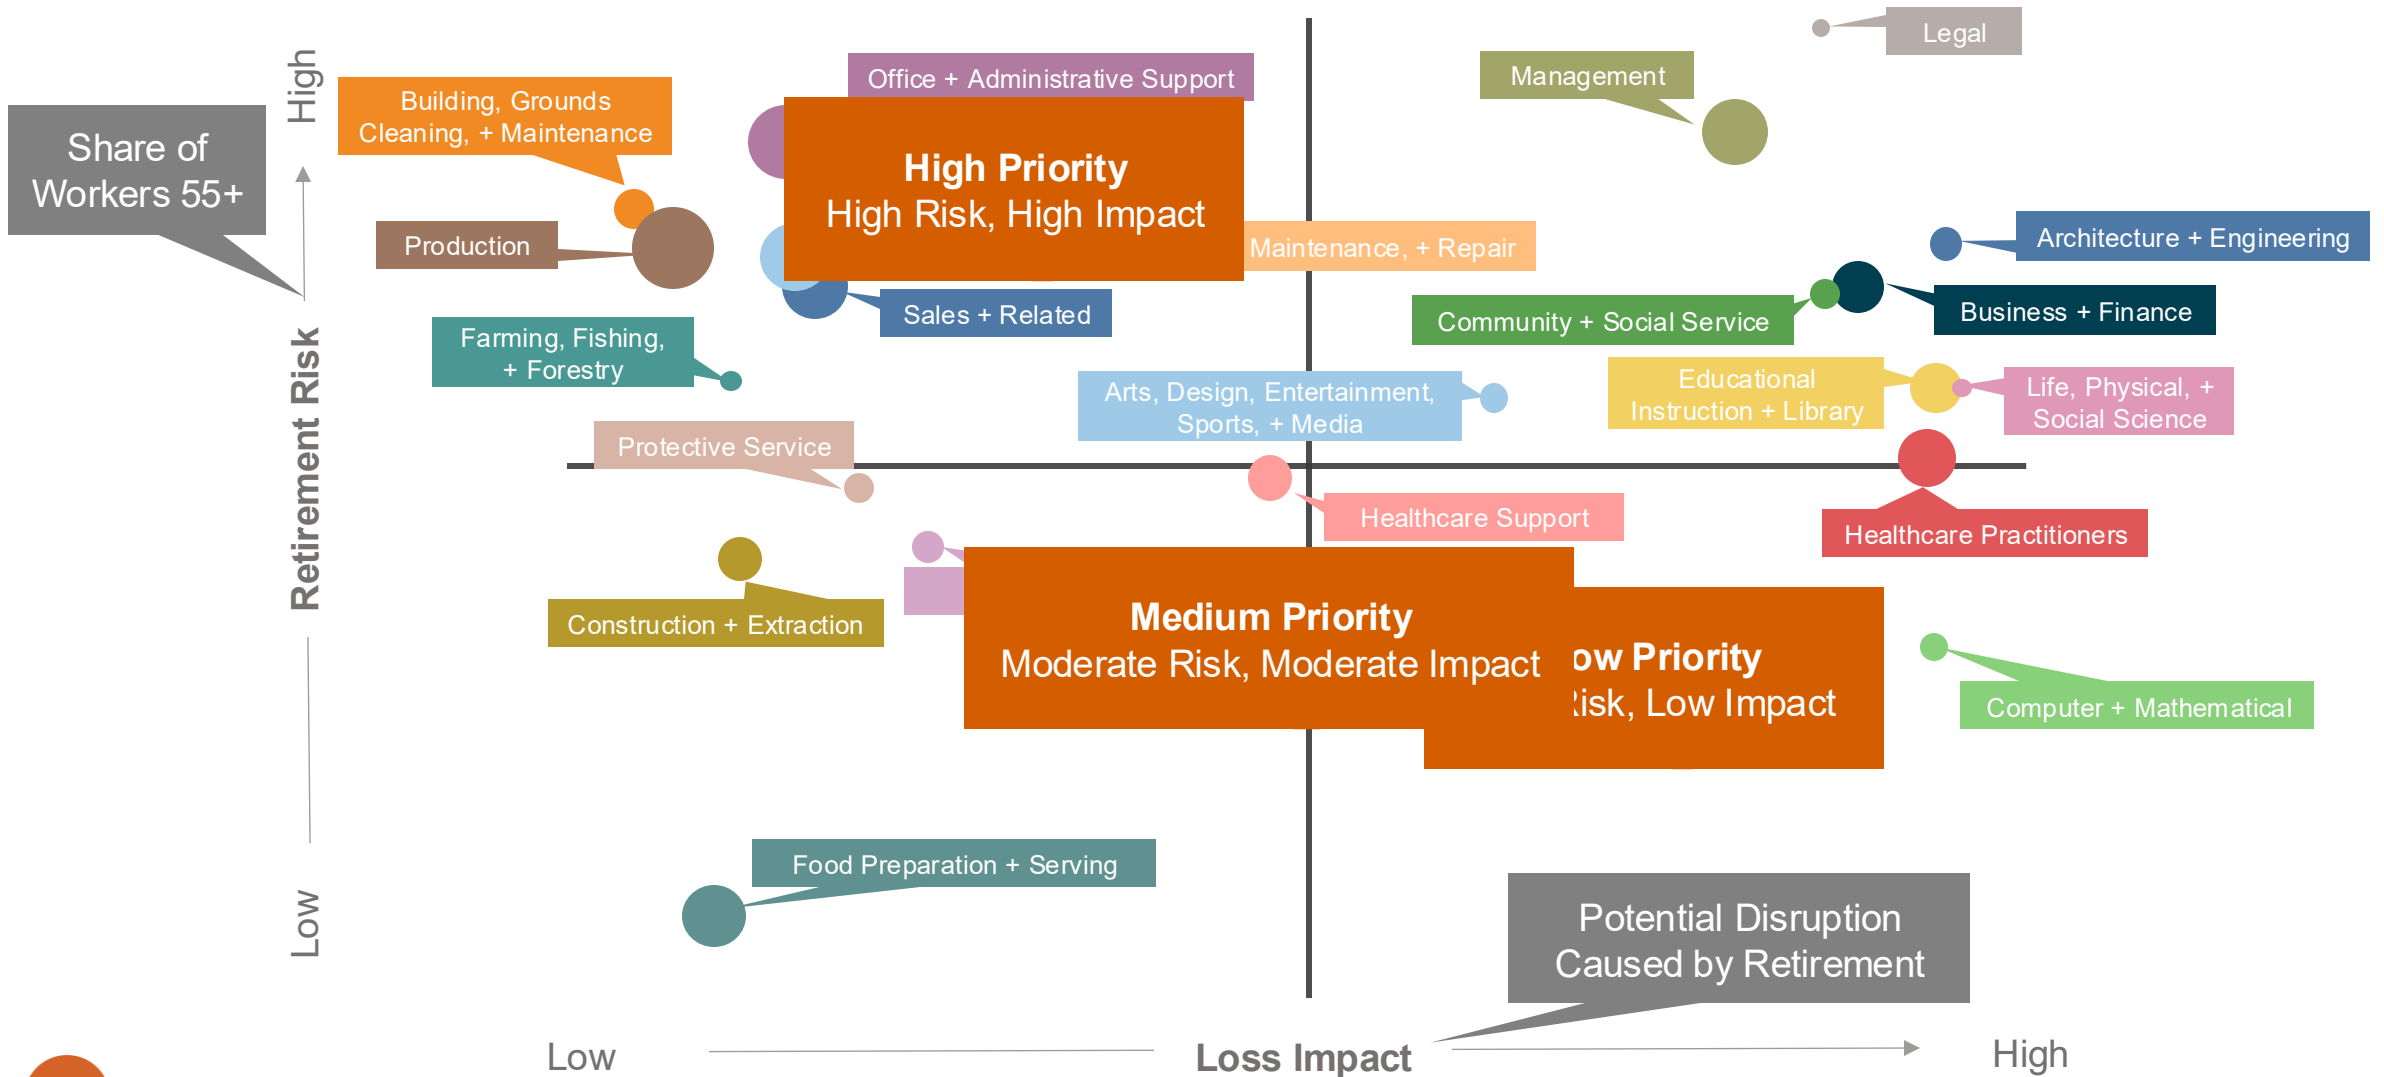 Legal
High
Office + Administrative Support
Management
Building, Grounds
Cleaning, + Maintenance
Share of
Workers 55+
High Priority
High Risk, High Impact
Production
Maintenance, + Repair
Architecture + Engineering
Sales + Related
Community + Social Service
Business + Finance
Farming, Fishing,
+ Forestry
Arts, Design, Entertainment,
Sports, + Media
Educational
Instruction + Library
Life, Physical, +
Social Science
Protective Service
Retirement Risk
Healthcare Support
Healthcare Practitioners
Construction + Extraction
Medium Priority
Moderate Risk, Moderate Impact
Priority
Low Impact
Computer + Mathematical
Food Preparation + Serving
Low
Potential Disruption
Caused by Retirement
Low
Loss Impact
High